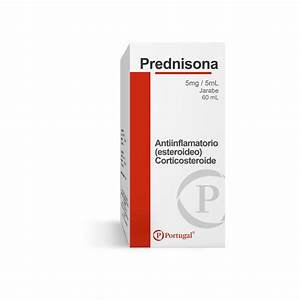 Prednisona
5mg / 5mL
Jarabe
60 mL
Antiinflamatorio
(esteroideo)
Corticosteroide
P
P Portugal®